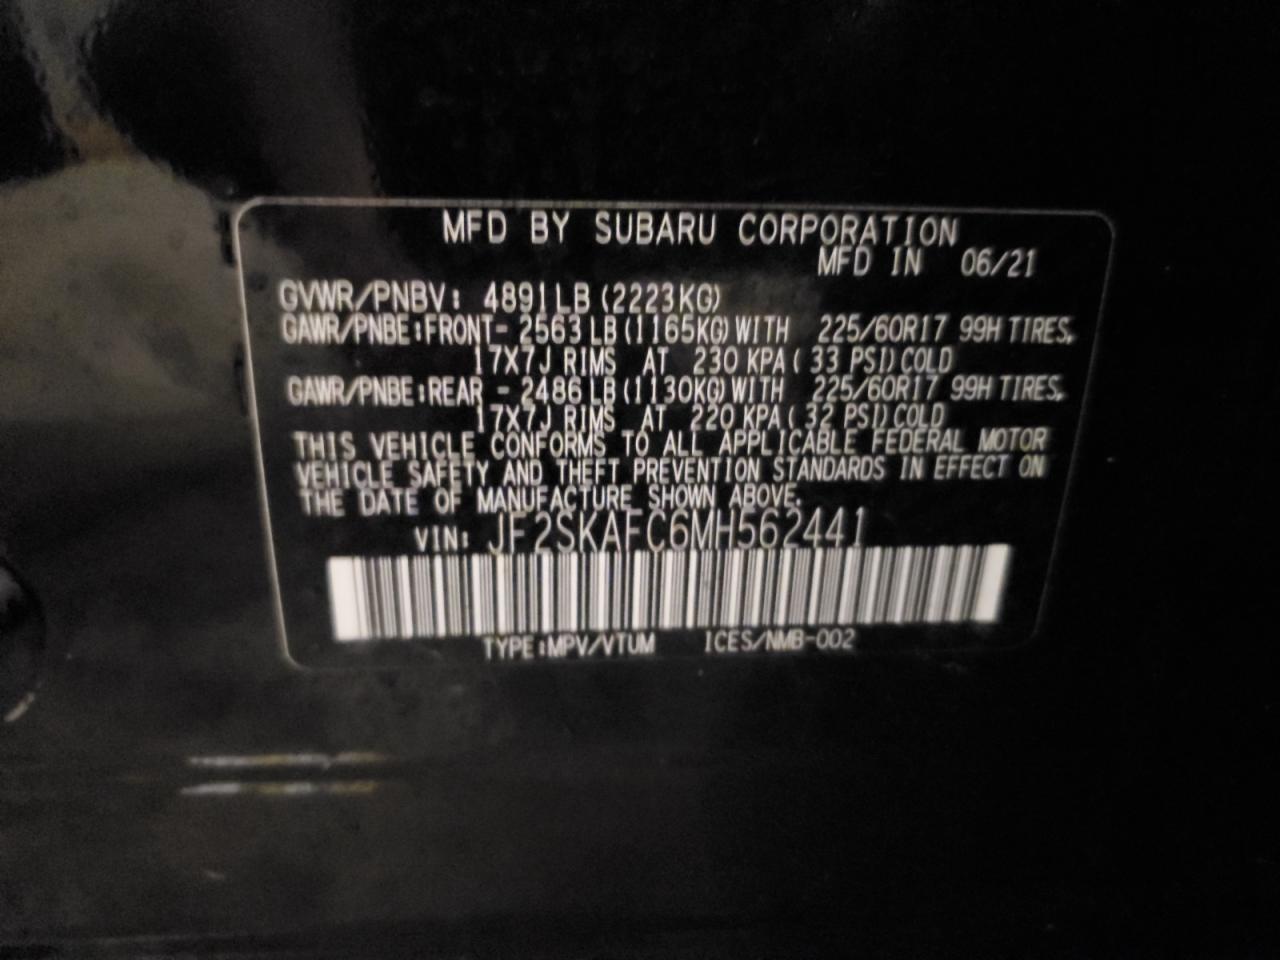 MFD BY SUBARU CORPORATION
MFD IN 06/21
GVWR/PNBV: 4891LB(2223KG)
GAWR/PNBE:FRONT- 2563LB(1165KG)WITH 225/60R17 99H TIRES,
17X7J RIMS AT 230 KPA( 33 PSI)COLD
GAWR/PNBE:REAR - 2486LB(1130KG)WITH 225/60R17 99H TIRES,
17X7J RIMS AT 220 KPA( 32 PSI)COLD
THIS VEHICLE CONFORMS TO ALL APPLICABLE FEDERAL MOTOR
VEHICLE SAFETY AND THEFT PREVENTION STANDARDS IN EFFECT ON
THE DATE OF MANUFACTURE SHOWN ABOVE.
VIN: JF2SKAFC6MH562441
TYPE:MPV/VTUM ICES/NMB-002